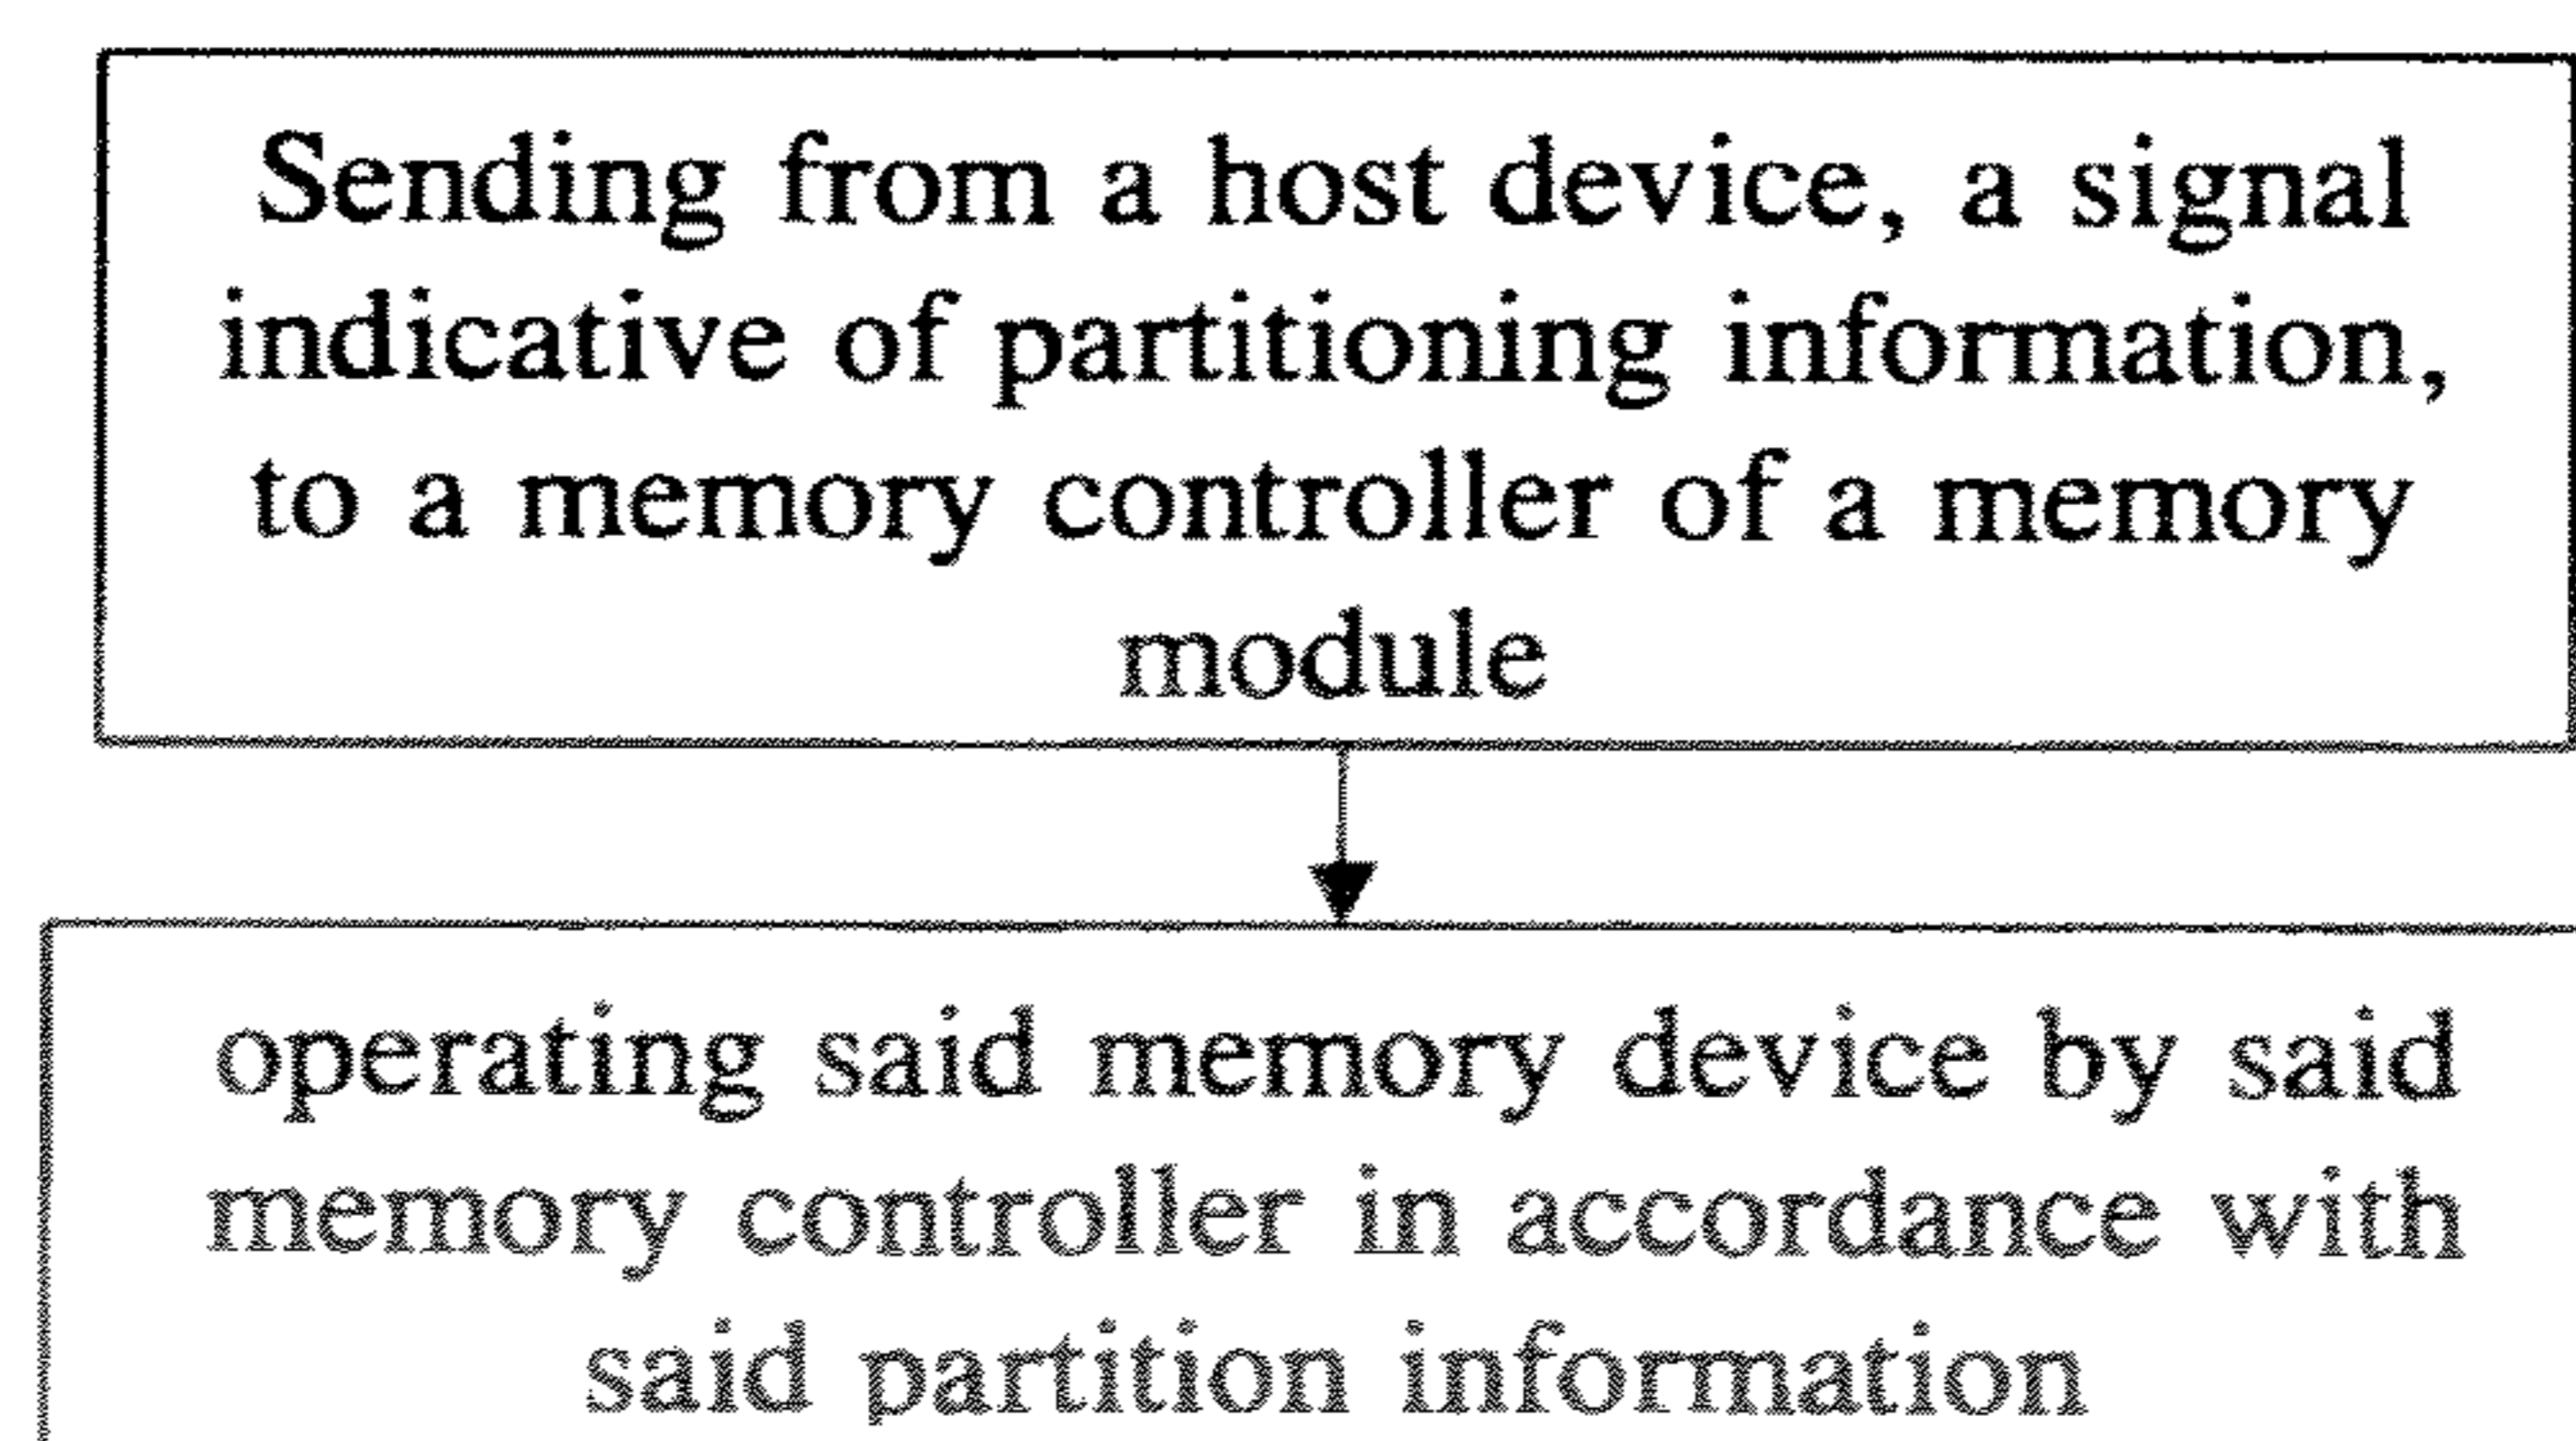 Sending from a host device, a signal
indicative of partitioning information,
to a memory controller of a memory
module
operating said memory device by said
memory controller in accordance with
said partition information